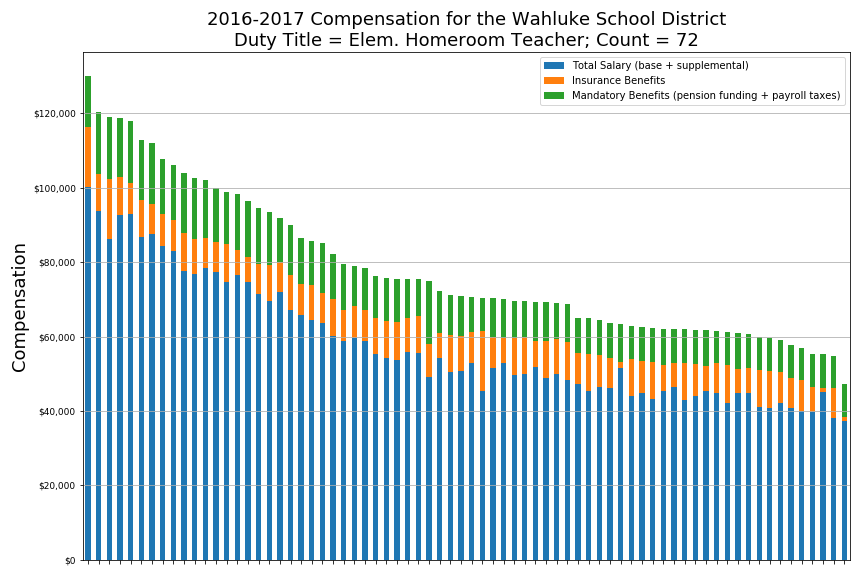 2016-2017 Compensation for the Wahluke School District
Duty Title = Elem. Homeroom Teacher; Count = 72
Total Salary (base + supplemental)
Insurance Benefits
Mandatory Benefits (pension funding + payroll taxes)
Compensation
$120,000
$100,000
$80,000
$60,000
$40,000
$20,000
$0